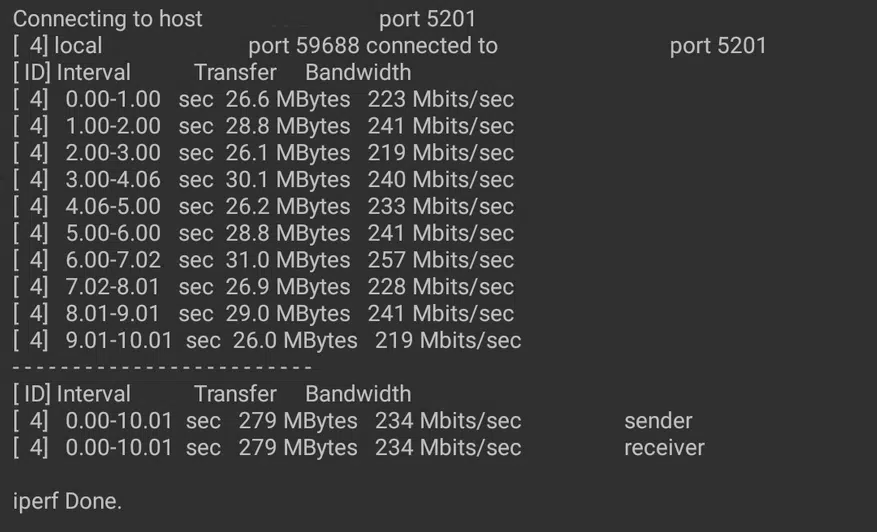 Connecting to host port 5201
[ 4] local port 59688 connected to port 5201
[ ID] Interval Transfer Bandwidth
[ 4] 0.00-1.00 sec 26.6 MBytes 223 Mbits/sec
[ 4] 1.00-2.00 sec 28.8 MBytes 241 Mbits/sec
[ 4] 2.00-3.00 sec 26.1 MBytes 219 Mbits/sec
[ 4] 3.00-4.06 sec 30.1 MBytes 240 Mbits/sec
[ 4] 4.06-5.00 sec 26.2 MBytes 233 Mbits/sec
[ 4] 5.00-6.00 sec 28.8 MBytes 241 Mbits/sec
[ 4] 6.00-7.02 sec 31.0 MBytes 257 Mbits/sec
[ 4] 7.02-8.01 sec 26.9 MBytes 228 Mbits/sec
[ 4] 8.01-9.01 sec 29.0 MBytes 241 Mbits/sec
[ 4] 9.01-10.01 sec 26.0 MBytes 219 Mbits/sec
- - - - - - - - - - - - - - - - - - - - - - - - -
[ ID] Interval Transfer Bandwidth
[ 4] 0.00-10.01 sec 279 MBytes 234 Mbits/sec sender
[ 4] 0.00-10.01 sec 279 MBytes 234 Mbits/sec receiver
iperf Done.